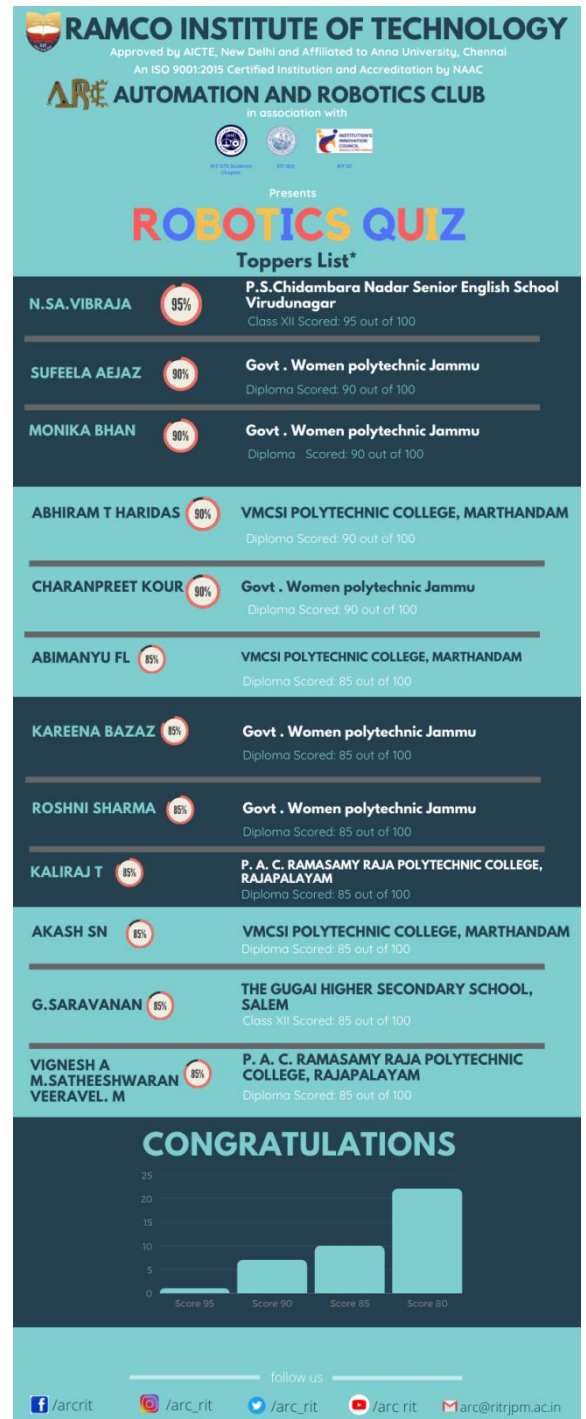 RAMCO INSTITUTE OF TECHNOLOGY
Approved by AICTE, New Delhi and Affiliated to Anna University, Chennai
An ISO 9001:2015 Certified Institution and Accreditation by NAAC
ARC AUTOMATION AND ROBOTICS CLUB
in association with
INSTITUTION'S
INNOVATION
COUNCIL
RIT ISTE Students
Chapter
RIT IIC
Presents
ROBOTICS QUIZ
Toppers List*
N.SA.VIBRAJA 95% P.S.Chidambara Nadar Senior English School
Virudunagar
Class XII Scored: 95 out of 100
SUFEELA AEJAZ 90% Govt . Women polytechnic Jammu
Diploma Scored: 90 out of 100
MONIKA BHAN 90% Govt . Women polytechnic Jammu
Diploma Scored: 90 out of 100
ABHIRAM T HARIDAS 90% VMCSI POLYTECHNIC COLLEGE, MARTHANDAM
Diploma Scored: 90 out of 100
CHARANPREET KOUR 90% Govt . Women polytechnic Jammu
Diploma Scored: 90 out of 100
ABIMANYU FL 85% VMCSI POLYTECHNIC COLLEGE, MARTHANDAM
Diploma Scored: 85 out of 100
KAREENA BAZAZ 85% Govt . Women polytechnic Jammu
Diploma Scored: 85 out of 100
ROSHNI SHARMA 85% Govt . Women polytechnic Jammu
Diploma Scored: 85 out of 100
KALIRAJ T 85% P. A. C. RAMASAMY RAJA POLYTECHNIC COLLEGE,
RAJAPALAYAM
Diploma Scored: 85 out of 100
AKASH SN 85% VMCSI POLYTECHNIC COLLEGE, MARTHANDAM
Diploma Scored: 85 out of 100
G.SARAVANAN 85% THE GUGAI HIGHER SECONDARY SCHOOL,
SALEM
Class XII Scored: 85 out of 100
VIGNESH A
M.SATHEESHWARAN
VEERAVEL. M
85%
P. A. C. RAMASAMY RAJA POLYTECHNIC
COLLEGE, RAJAPALAYAM
Diploma Scored: 85 out of 100
CONGRATULATIONS
25
20
15
10
5
0
Score 95 Score 90 Score 85 Score 80
follow us
/arcrit /arc_rit /arc_rit /arc rit arc@ritrjpm.ac.in